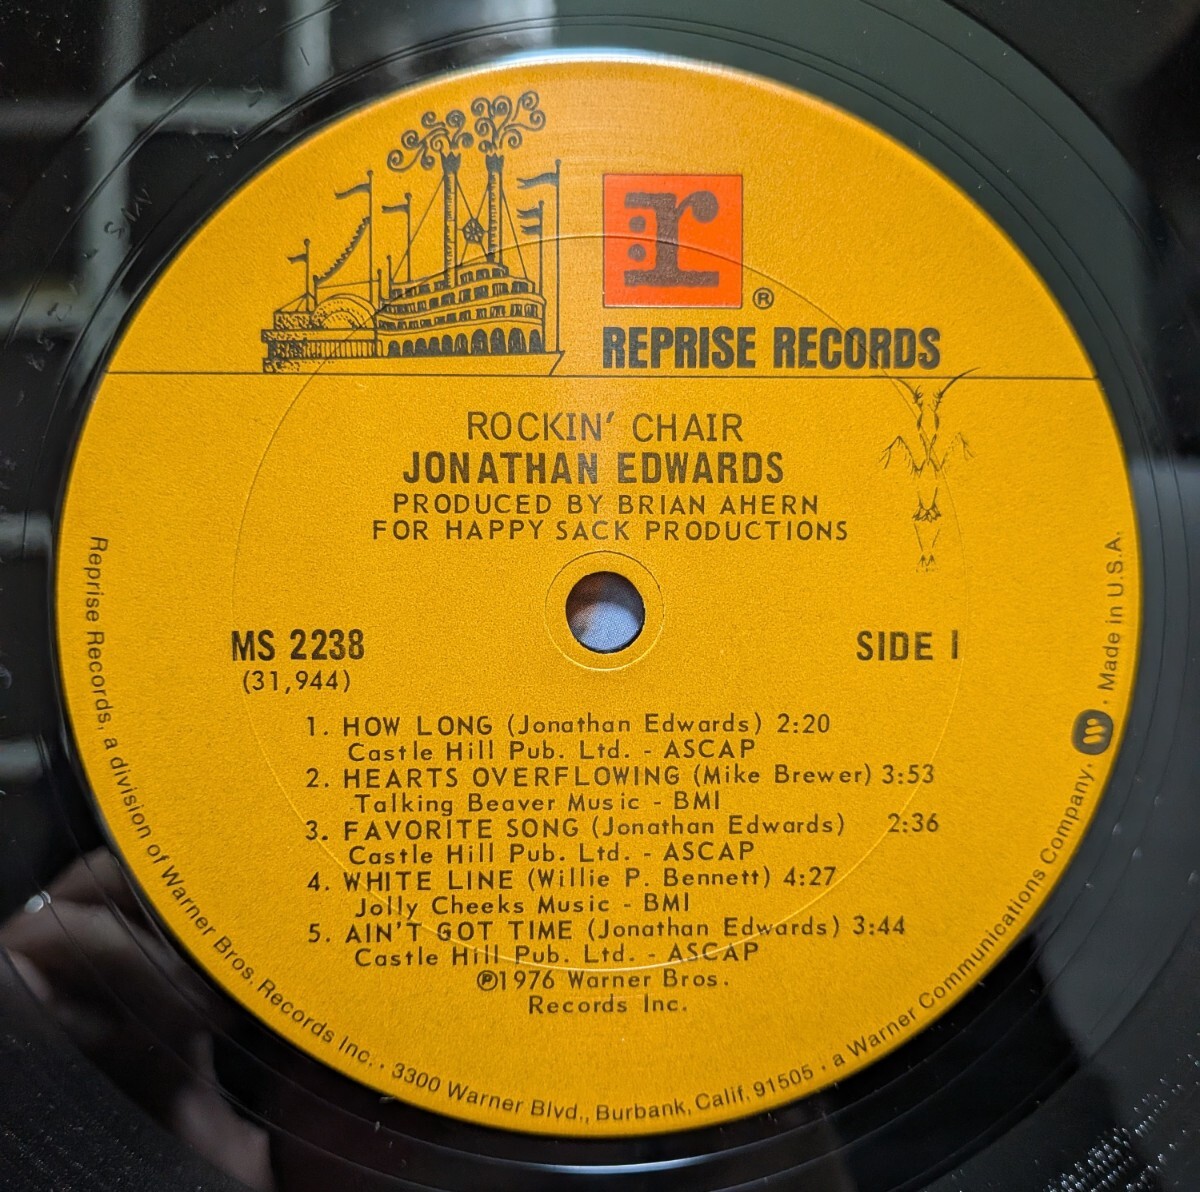 r
®
REPRISE RECORDS
ROCKIN' CHAIR
JONATHAN EDWARDS
PRODUCED BY BRIAN AHERN
FOR HAPPY SACK PRODUCTIONS
MS 2238
(31,944)
SIDE 1
1. HOW LONG (Jonathan Edwards) 2:20
Castle Hill Pub. Ltd. - ASCAP
2. HEARTS OVERFLOWING (Mike Brewer) 3:53
Talking Beaver Music - BMI
3. FAVORITE SONG (Jonathan Edwards) 2:36
Castle Hill Pub. Ltd. - ASCAP
4. WHITE LINE (Willie P. Bennett) 4:27
Jolly Cheeks Music - BMI
5. AIN'T GOT TIME (Jonathan Edwards) 3:44
Castle Hill Pub. Ltd. - ASCAP
℗1976 Warner Bros.
Records Inc.
Reprise Records, a division of Warner Bros. Records Inc. · 3300 Warner Blvd., Burbank, Calif. 91505 · a Warner Communications Company. · Made in U.S.A.